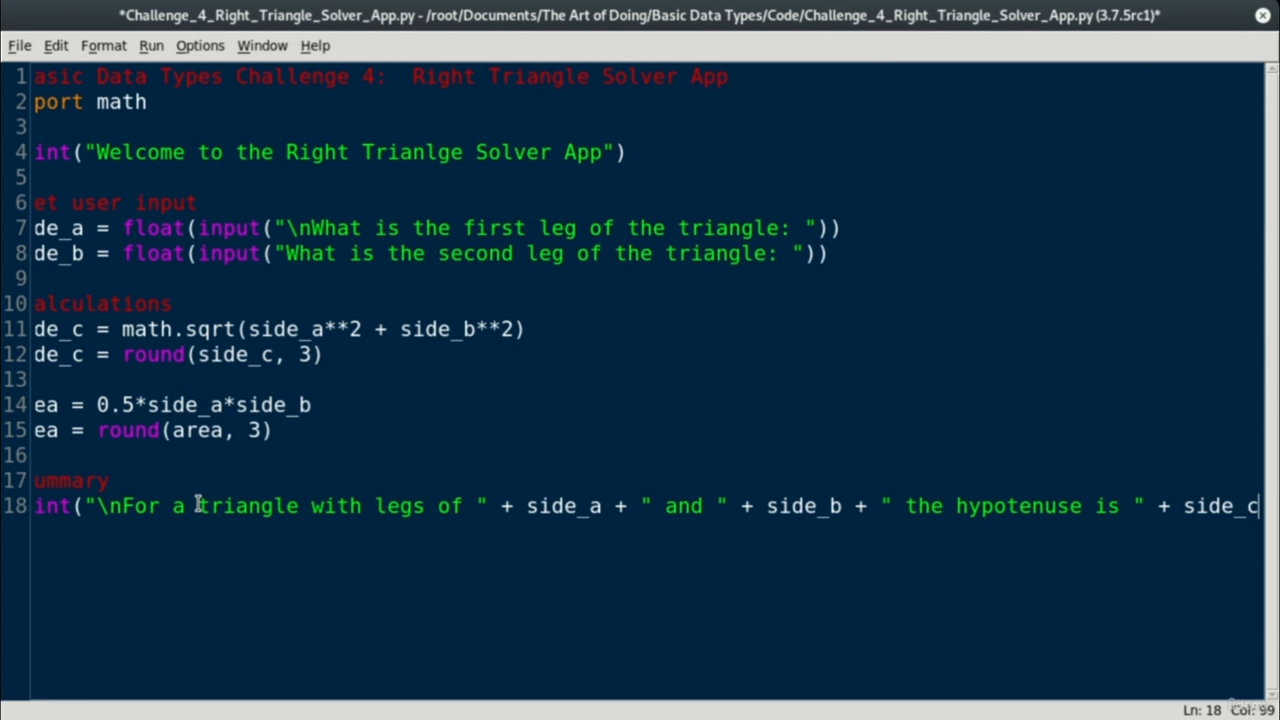 *Challenge_4_Right_Triangle_Solver_App.py - /root/Documents/The Art of Doing/Basic Data Types/Code/Challenge_4_Right_Triangle_Solver_App.py (3.7.5rc1)*
File Edit Format Run Options Window Help
1 asic Data Types Challenge 4:  Right Triangle Solver App
2 port math
3
4 int("Welcome to the Right Trianlge Solver App")
5
6 et user input
7 de_a = float(input("\nWhat is the first leg of the triangle: "))
8 de_b = float(input("What is the second leg of the triangle: "))
9
10 alculations
11 de_c = math.sqrt(side_a**2 + side_b**2)
12 de_c = round(side_c, 3)
13
14 ea = 0.5*side_a*side_b
15 ea = round(area, 3)
16
17 ummary
18 int("\nFor a triangle with legs of " + side_a + " and " + side_b + " the hypotenuse is " + side_c
Ln: 18 Col: 99